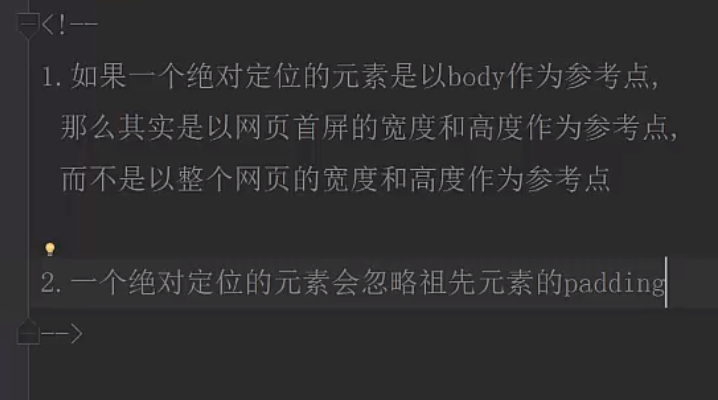 <!--
1.如果一个绝对定位的元素是以body作为参考点,
那么其实是以网页首屏的宽度和高度作为参考点,
而不是以整个网页的宽度和高度作为参考点
2.一个绝对定位的元素会忽略祖先元素的padding
-->